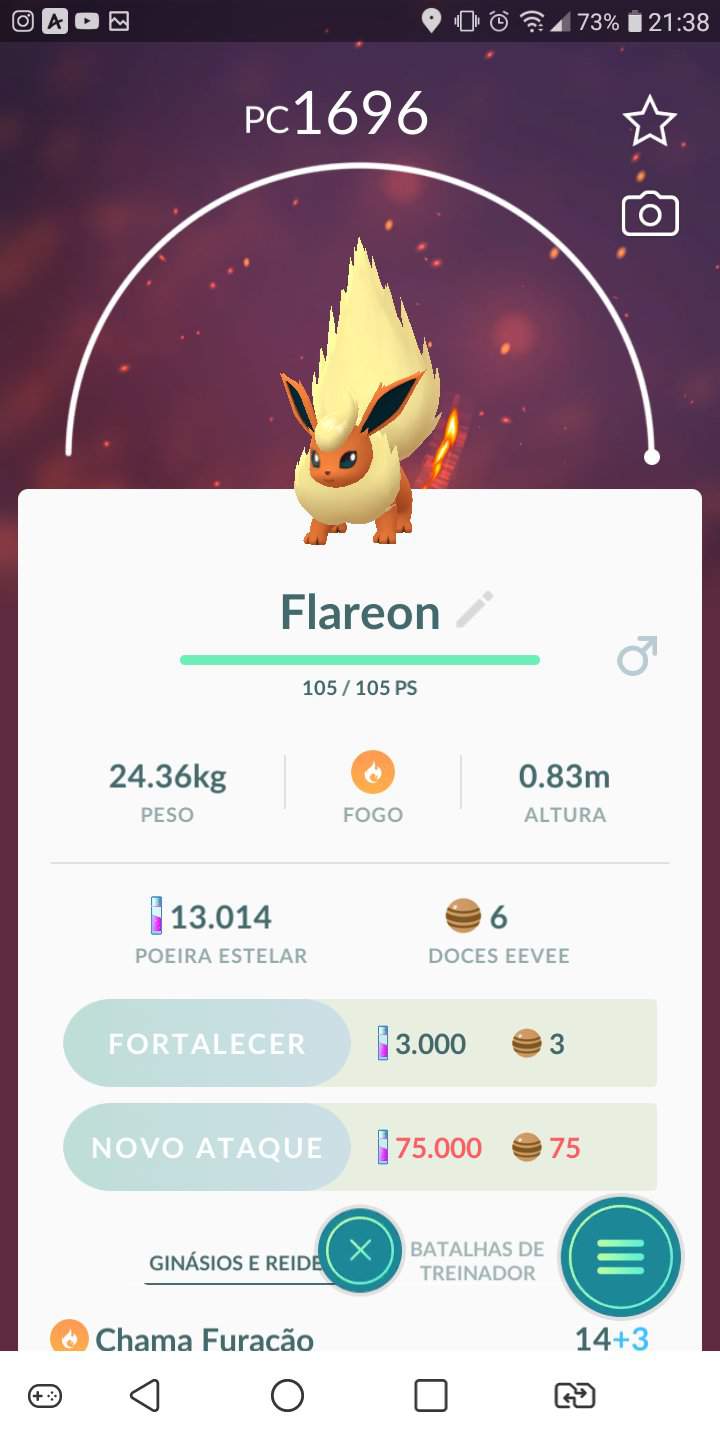 73% 21:38
PC1696
Flareon
105 / 105 PS
24.36kg
PESO
FOGO
0.83m
ALTURA
13.014
POEIRA ESTELAR
6
DOCES EEVEE
FORTALECER 3.000 3
NOVO ATAQUE 75.000 75
GINÁSIOS E REIDE
BATALHAS DE
TREINADOR
Chama Furacão 14+3